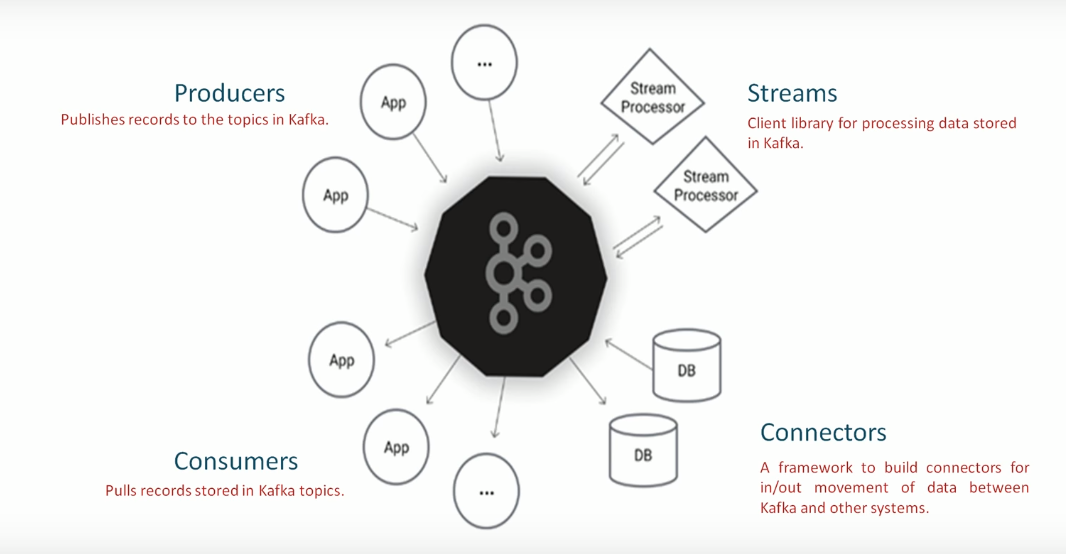 Producers
Publishes records to the topics in Kafka.
App
...
App
Stream
Processor
Stream
Processor
Streams
Client library for processing data stored
in Kafka.
App
App
...
Consumers
Pulls records stored in Kafka topics.
DB
DB
Connectors
A framework to build connectors for
in/out movement of data between
Kafka and other systems.